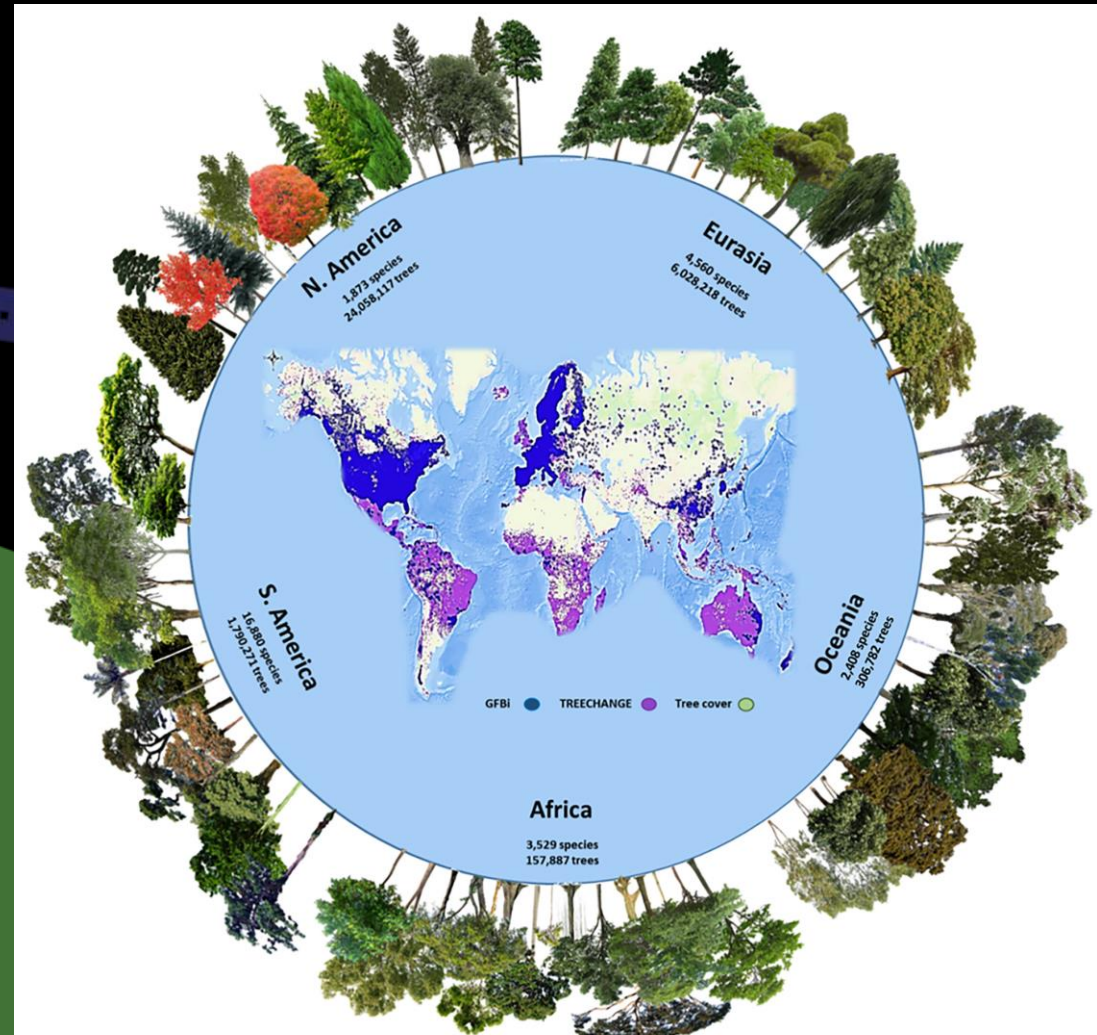 N. America
1,873 species
24,058,117 trees
Eurasia
4,560 species
6,028,218 trees
S. America
16,880 species
1,790,271 trees
Oceania
2,408 species
306,782 trees
GFBi TREECHANGE Tree cover
Africa
3,529 species
157,887 trees